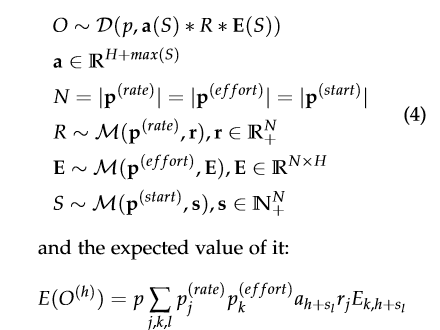 O ∼ 𝒟(p, a(S) * R * E(S))
a ∈ ℝ^{H+max(S)}
N = |p^{(rate)}| = |p^{(effort)}| = |p^{(start)}|
(4)
R ∼ ℳ(p^{(rate)}, r), r ∈ ℝ_+^N
E ∼ ℳ(p^{(effort)}, E), E ∈ ℝ^{N×H}
S ∼ ℳ(p^{(start)}, s), s ∈ ℕ_+^N
and the expected value of it:
E(O^{(h)}) = p ∑_{j,k,l} p_j^{(rate)} p_k^{(effort)} a_{h+s_l} r_j E_{k,h+s_l}